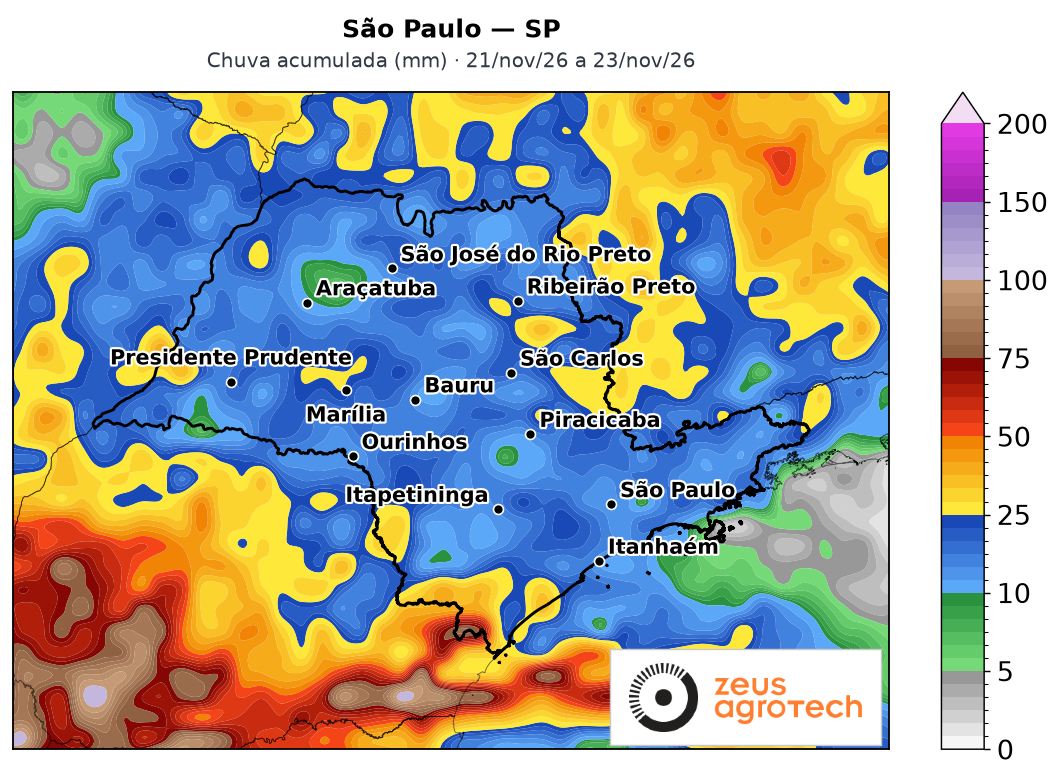 São Paulo — SP
Chuva acumulada (mm) · 21/nov/26 a 23/nov/26
São José do Rio Preto
Araçatuba
Ribeirão Preto
Presidente Prudente
São Carlos
Bauru
Marília
Piracicaba
Ourinhos
Itapetininga
São Paulo
Itanhaém
zeus
agrotech
200
150
100
75
50
25
10
5
0